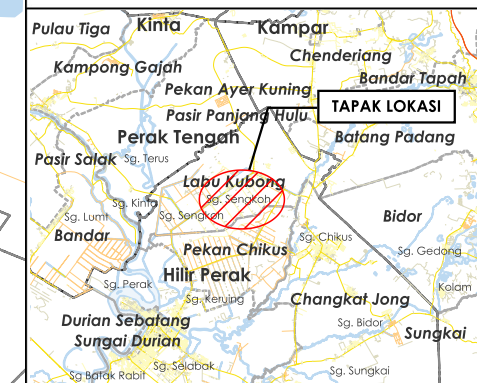 Pulau Tiga
Kinta
Kampar
Chenderiang
Kampong Gajah
Bandar Tapah
Pekan Ayer Kuning
TAPAK LOKASI
Pasir Panjang Hulu
Perak Tengah
Batang Padang
Pasir Salak
Sg. Terus
Labu Kubong
Sg. Kinta
Sg. Sengkoh
Sg. Lumt
Sg. Sengkoh
Bidor
Bandar
Sg. Chikus
Pekan Chikus
Sg. Gedong
Hilir Perak
Sg. Perak
Kolam
Sg. Keruing
Changkat Jong
Durian Sebatang
Sg. Bidor
Sungkai
Sungai Durian
Sg. Selabak
Sg Batak Rabit
Sg. Sungkai